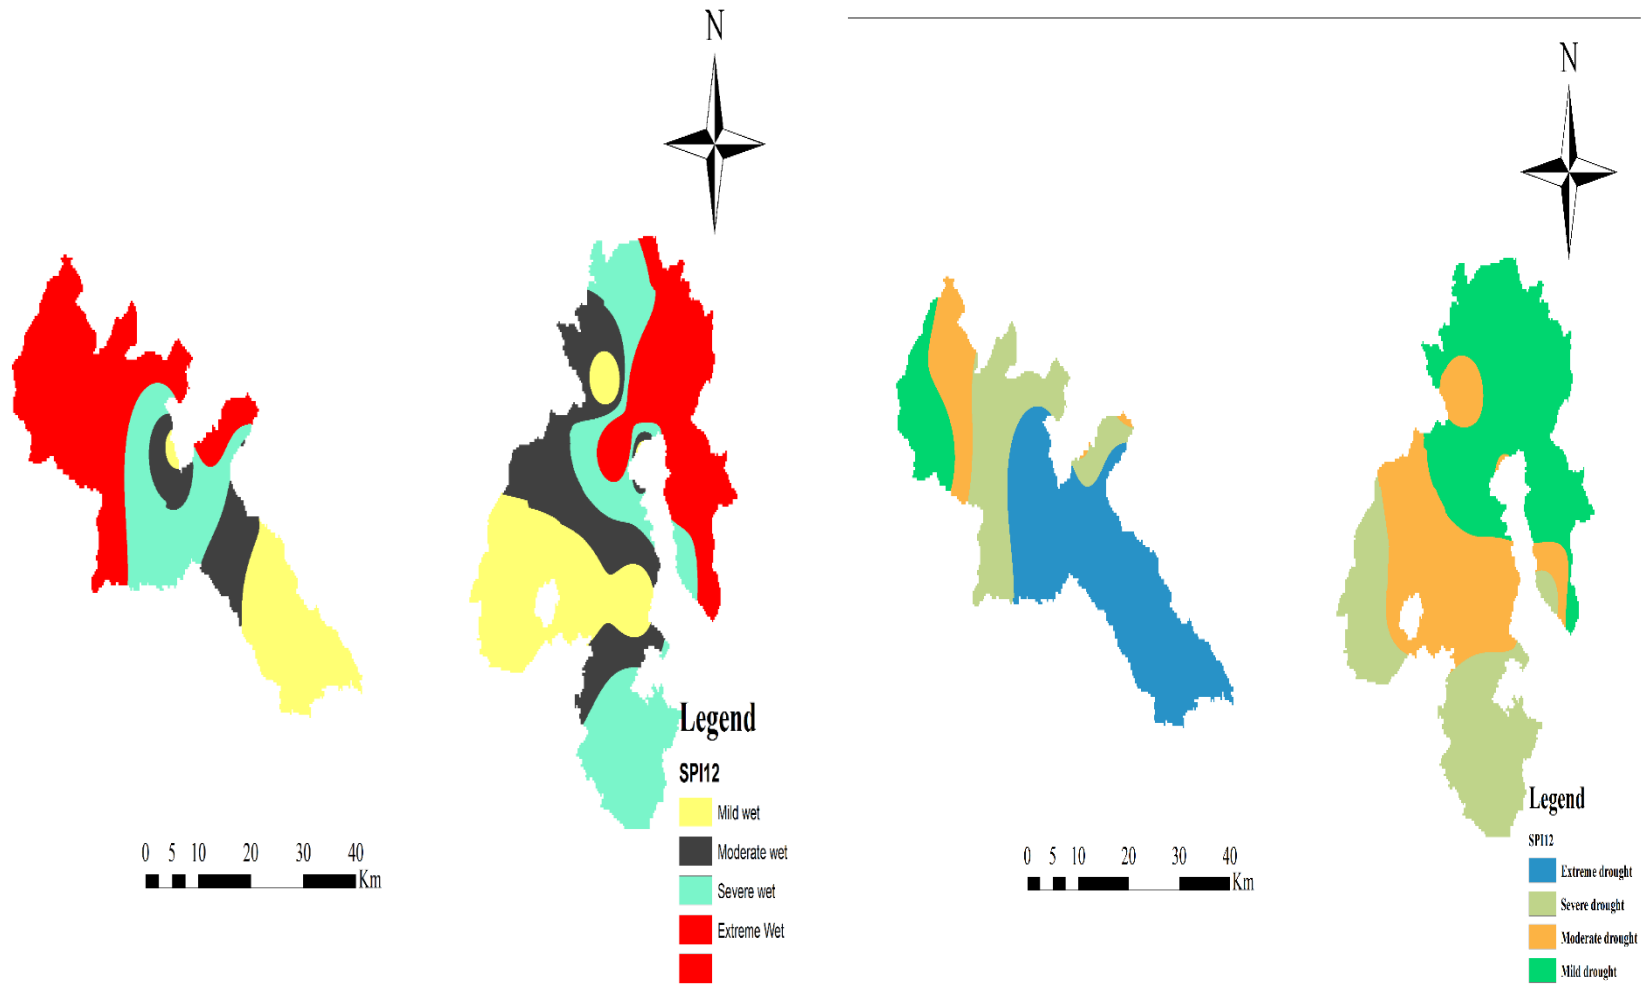 N
Legend
SPI12
Mild wet
Moderate wet
Severe wet
Extreme Wet
0 5 10 20 30 40
Km
N
Legend
SPI12
Extreme drought
Severe drought
Moderate drought
Mild drought
0 5 10 20 30 40
Km